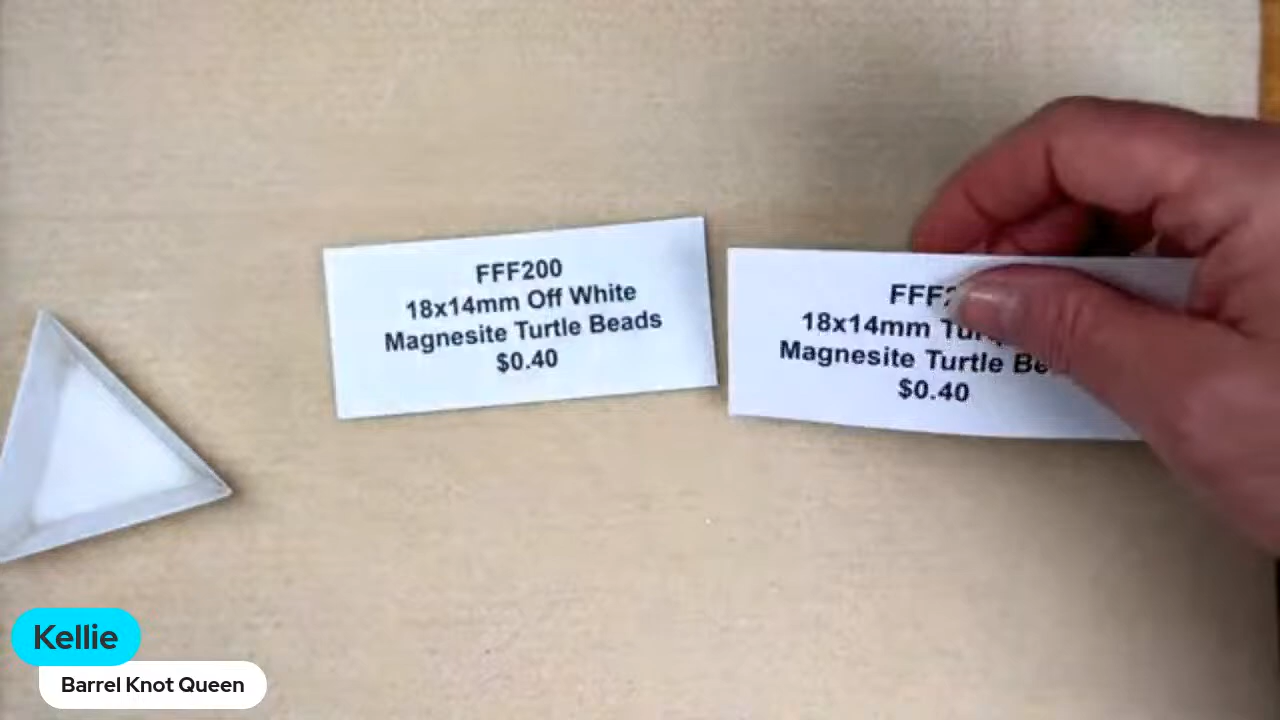 FFF200
18x14mm Off White
Magnesite Turtle Beads
$0.40
18x14mm
Magnesite Turtle
$0.40
Kellie
Barrel Knot Queen